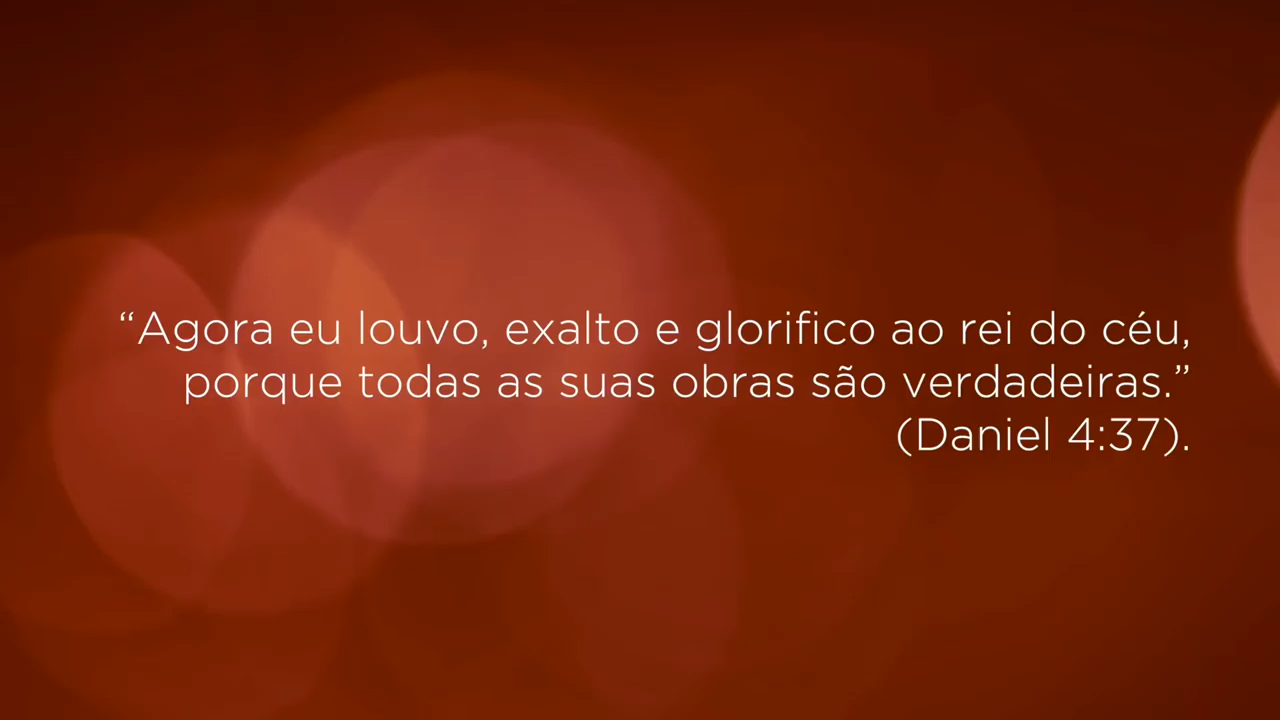 “Agora eu louvo, exalto e glorifico ao rei do céu,
porque todas as suas obras são verdadeiras.”
(Daniel 4:37).